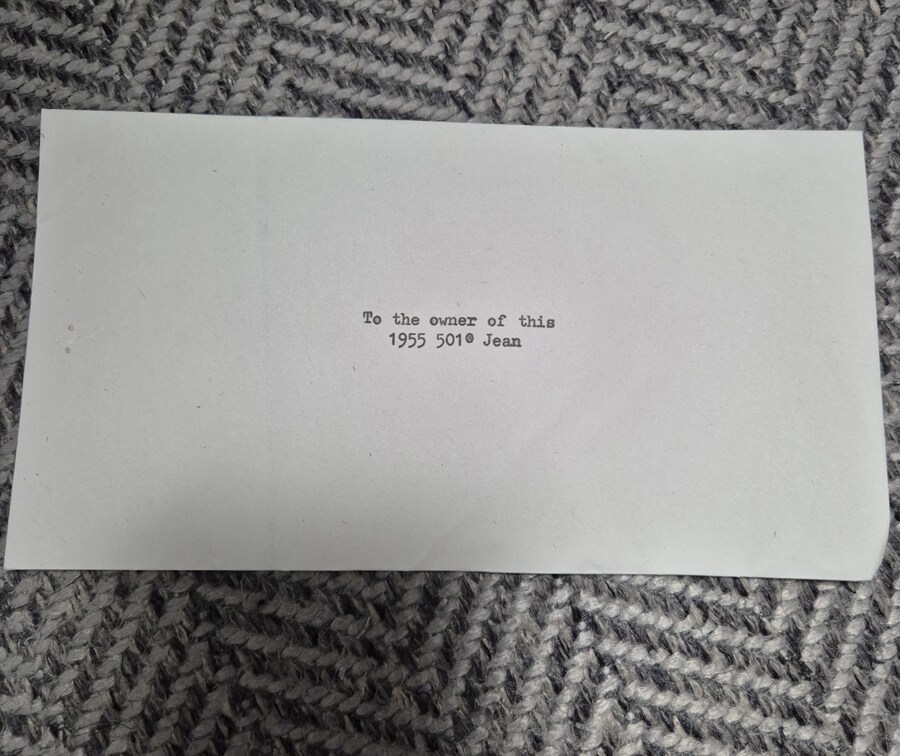 To the owner of this
1955 501® Jean